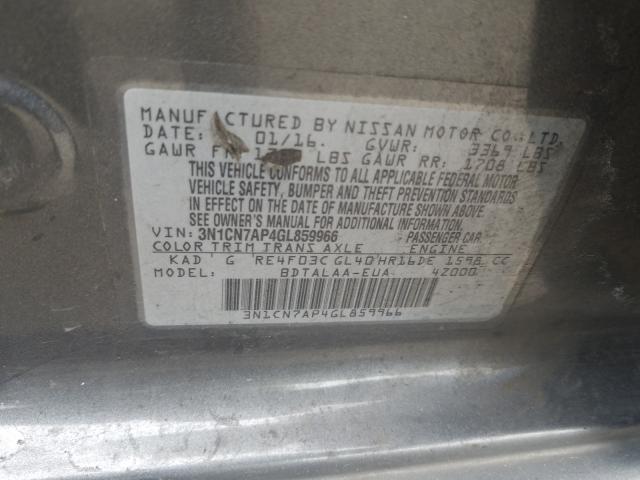 MANUFACTURED BY NISSAN MOTOR CO.,LTD.
DATE: 01/16. GVWR: 3369 LBS
GAWR LBS GAWR RR: 1708 LBS
THIS VEHICLE CONFORMS TO ALL APPLICABLE FEDERAL MOTOR
VEHICLE SAFETY, BUMPER AND THEFT PREVENTION STANDARDS
IN EFFECT ON THE DATE OF MANUFACTURE SHOWN ABOVE.
SEE OWNER'S MANUAL FOR ADDITIONAL INFORMATION.
VIN: 3N1CN7AP4GL859966 PASSENGER CAR
COLOR TRIM TRANS AXLE ENGINE
KAD G RE4F03C GL40 HR16DE 1598 CC
MODEL: BDTALAA-EUA 42000
3N1CN7AP4GL859966